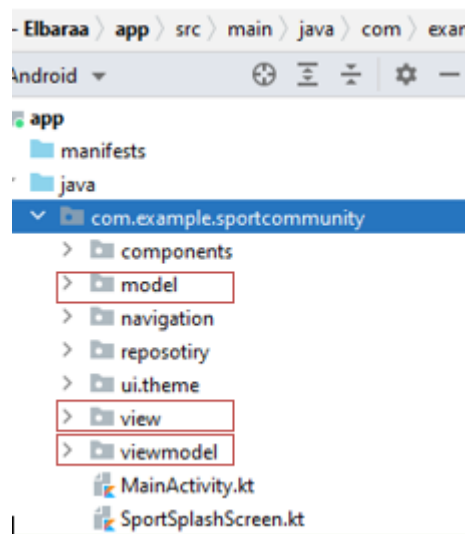 - Elbaraa 〉 app 〉 src 〉 main 〉 java 〉 com 〉 exar
Android
app
manifests
java
com.example.sportcommunity
components
model
navigation
reposotiry
ui.theme
view
viewmodel
MainActivity.kt
SportSplashScreen.kt